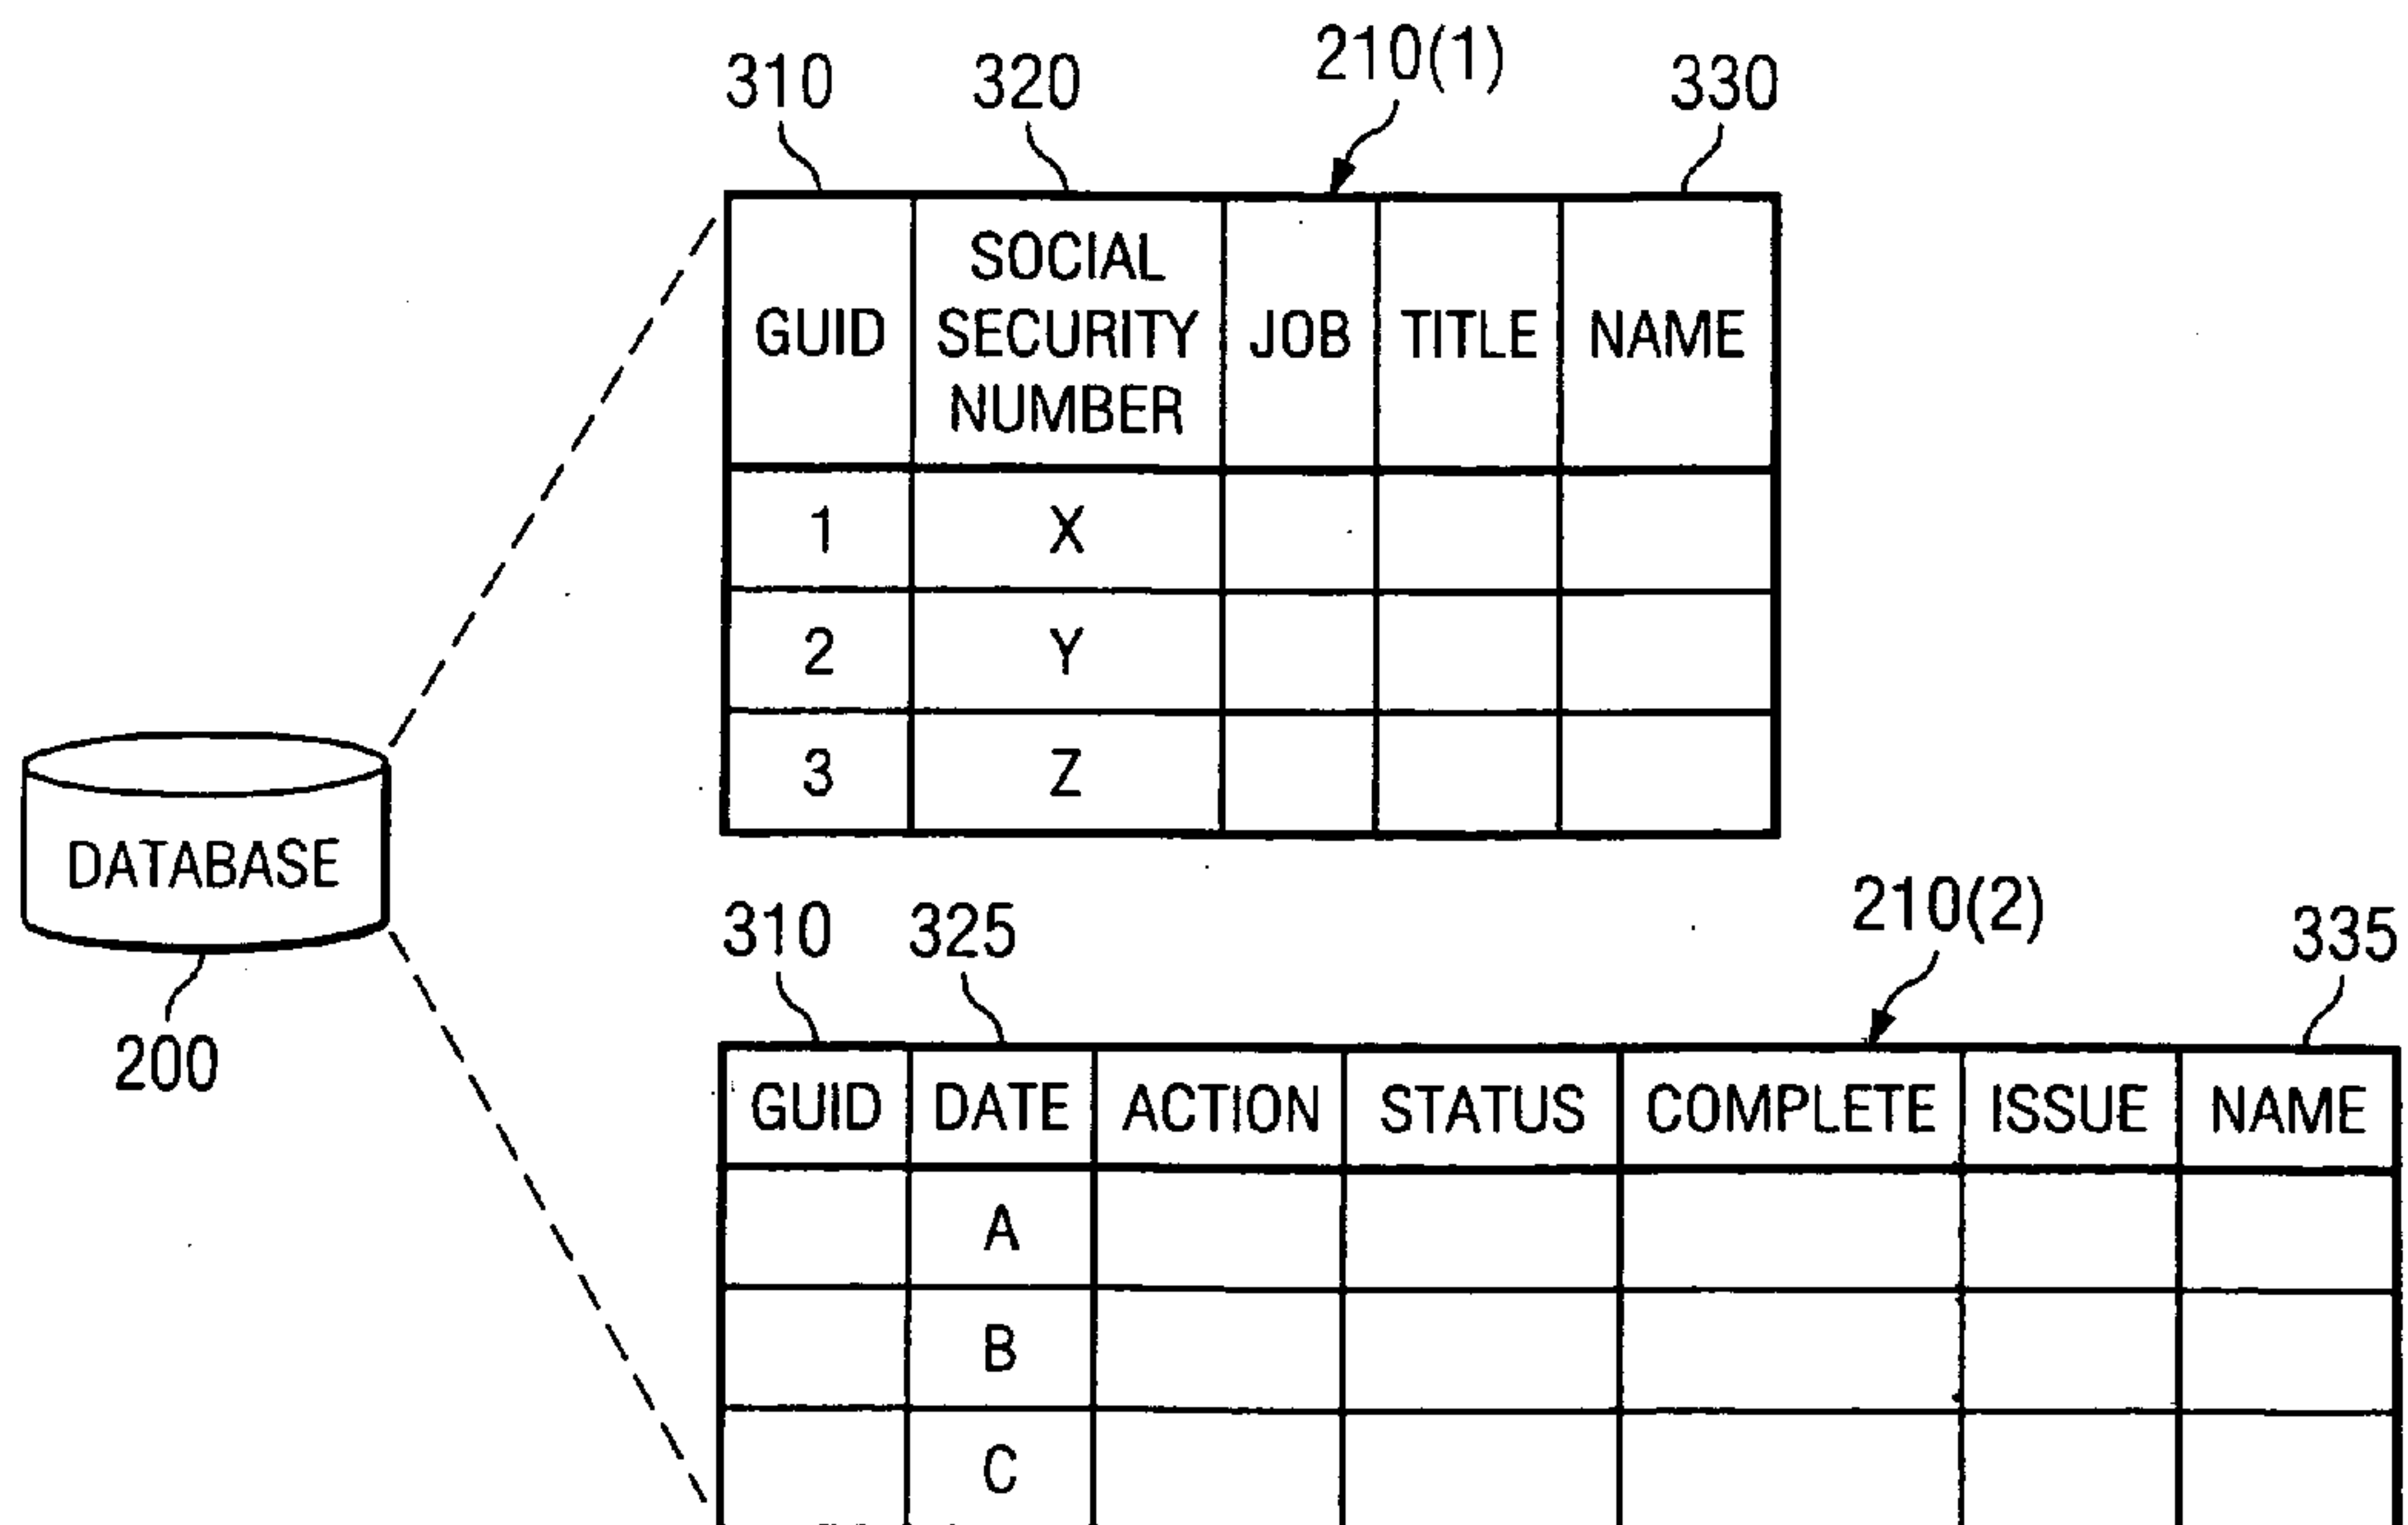 310 320 210(1) 330
GUID SOCIAL SECURITY NUMBER JOB TITLE NAME
1 X
2 Y
3 Z
DATABASE
200
310 325 210(2) 335
GUID DATE ACTION STATUS COMPLETE ISSUE NAME
A
B
C